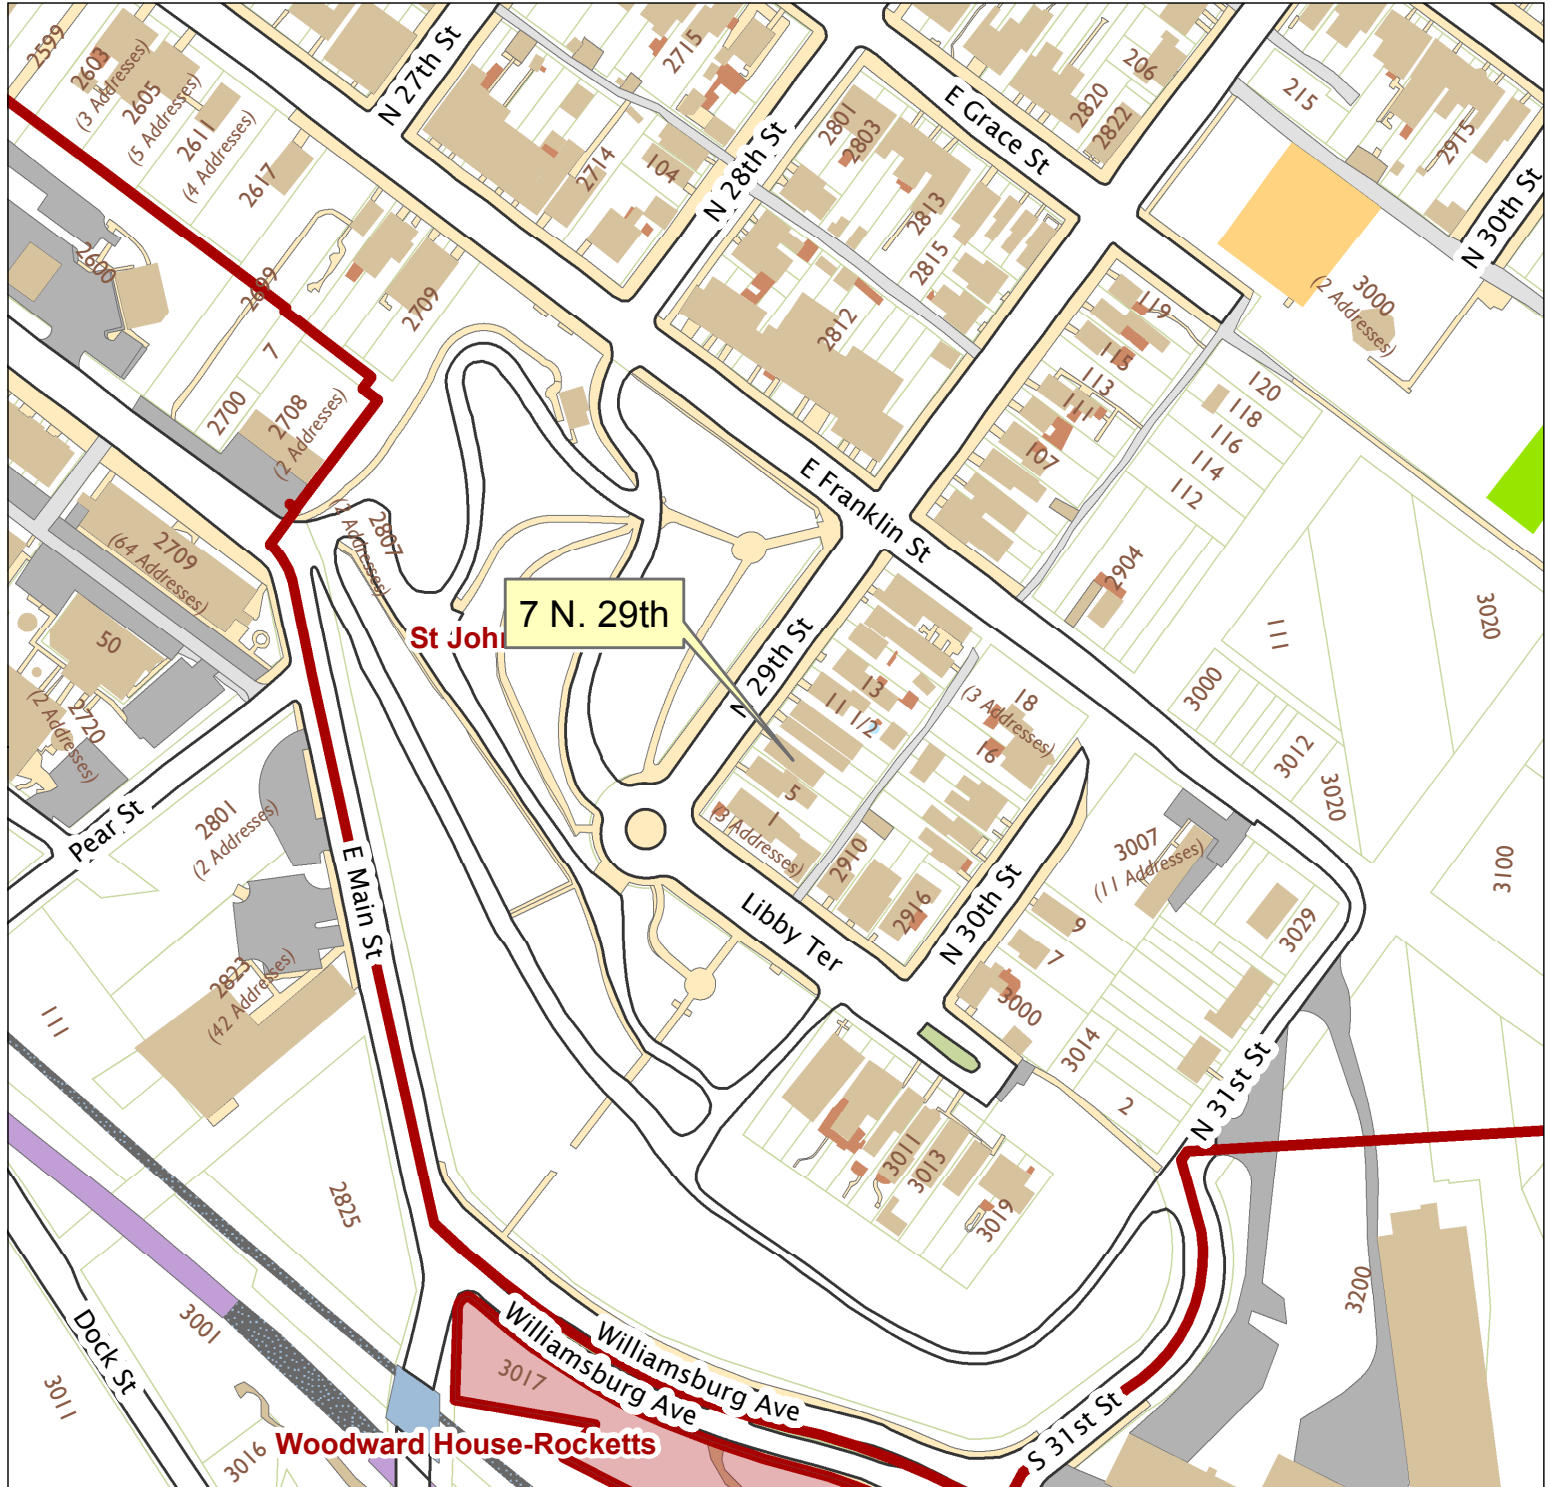 2599
2603
(3 Addresses)
2605
(5 Addresses)
2611
(4 Addresses)
2617
N 27th St
2715
2714
104
N 28th St
2801
2803
E Grace St
206
2820
2822
215
2915
N 30th St
2600
2699
2709
7
2700
2708
(2 Addresses)
2813
2815
2812
119
115
113
111
107
3000
(2 Addresses)
120
118
116
114
112
E Franklin St
2904
2807
(2 Addresses)
2709
(64 Addresses)
50
2720
(2 Addresses)
St Joh
7 N. 29th
N 29th St
13
11 1/2
5
1
(3 Addresses)
18
(3 Addresses)
16
111
3020
3000
3012
3020
3100
Pear St
2801
(2 Addresses)
E Main St
2823
(42 Addresses)
111
2910
2916
Libby Ter
N 30th St
3007
(11 Addresses)
9
7
3000
3014
2
3029
N 31st St
3011
3013
3019
2825
3200
3001
Dock St
3011
3016
3017
Williamsburg Ave
Williamsburg Ave
S 31st St
Woodward House-Rocketts